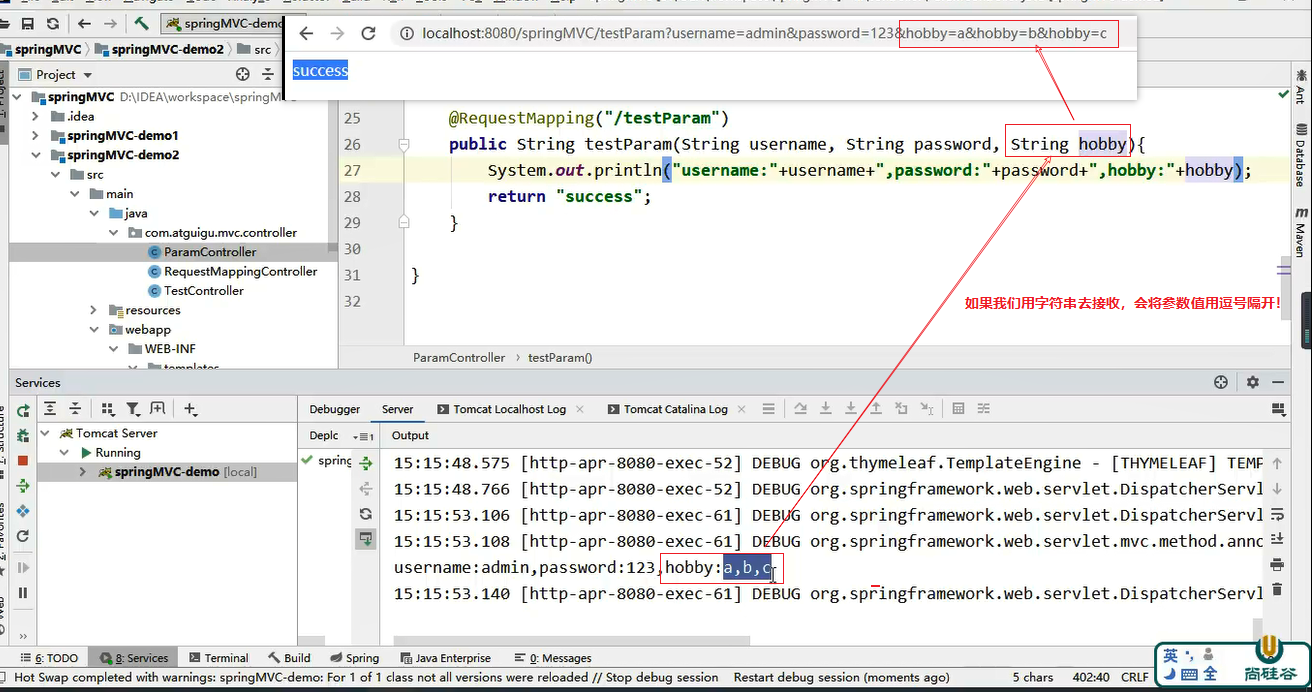 springMVC-demo
localhost:8080/springMVC/testParam?username=admin&password=123&hobby=a&hobby=b&hobby=c
success
springMVC
springMVC-demo2
src
Project
springMVC D:\IDEA\workspace\springM
.idea
springMVC-demo1
springMVC-demo2
src
main
java
com.atguigu.mvc.controller
ParamController
RequestMappingController
TestController
resources
webapp
WEB-INF
templates
25 @RequestMapping("/testParam")
26 public String testParam(String username, String password, String hobby){
27 System.out.println("username:"+username+",password:"+password+",hobby:"+hobby);
28 return "success";
29 }
30
31 }
32
如果我们用字符串去接收，会将参数值用逗号隔开!
ParamController › testParam()
Ant
Database
Maven
Services
Debugger Server Tomcat Localhost Log Tomcat Catalina Log
Tomcat Server
Running
springMVC-demo [local]
Deplc
Output
spring
15:15:48.575 [http-apr-8080-exec-52] DEBUG org.thymeleaf.TemplateEngine - [THYMELEAF] TEMP
15:15:48.766 [http-apr-8080-exec-52] DEBUG org.springframework.web.servlet.DispatcherServl
15:15:53.106 [http-apr-8080-exec-61] DEBUG org.springframework.web.servlet.DispatcherServl
15:15:53.108 [http-apr-8080-exec-61] DEBUG org.springframework.web.servlet.mvc.method.anno
username:admin,password:123,hobby:a,b,c
15:15:53.140 [http-apr-8080-exec-61] DEBUG org.springframework.web.servlet.DispatcherServl
6: TODO 8: Services Terminal Build Spring Java Enterprise 0: Messages
Hot Swap completed with warnings: springMVC-demo: For 1 of 1 class not all versions were reloaded // Stop debug session Restart debug session (moments ago)
5 chars 402:40 CRLF
英
全
尚硅谷